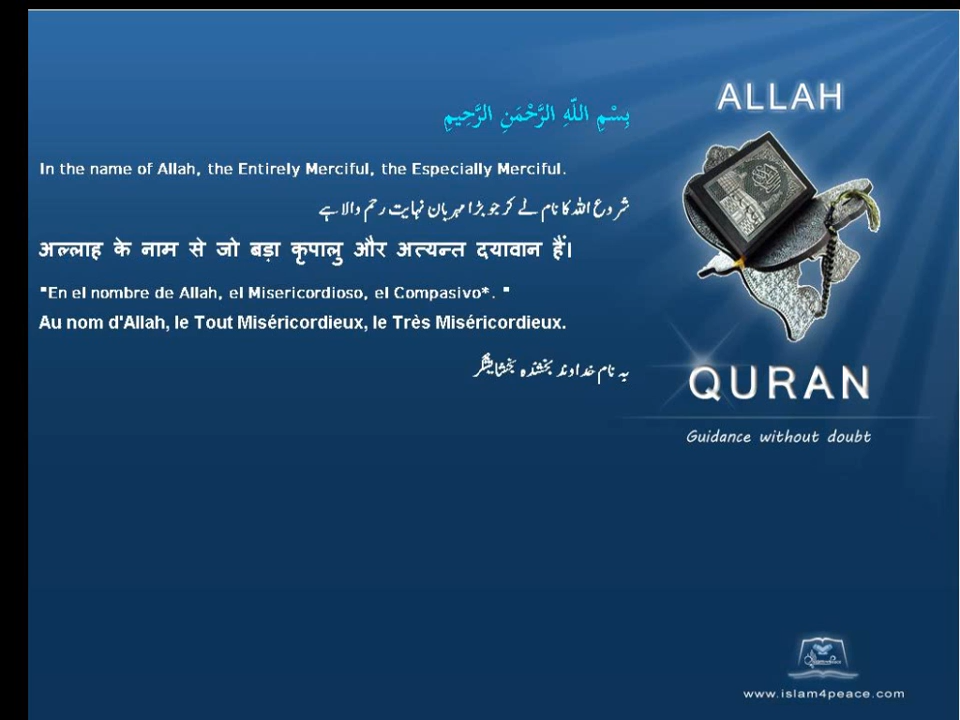 بِسْمِ اللّهِ الرَّحْمَنِ الرَّحِيمِ
In the name of Allah, the Entirely Merciful, the Especially Merciful.
شروع الله کا نام لے کر جو بڑا مہربان نہایت رحم والا ہے
अल्लाह के नाम से जो बड़ा कृपालु और अत्यन्त दयावान हैं।
"En el nombre de Allah, el Misericordioso, el Compasivo*. "
Au nom d'Allah, le Tout Miséricordieux, le Très Miséricordieux.
به نام خداوند بخشنده بخشایشگر
ALLAH
QURAN
Guidance without doubt
www.islam4peace.com